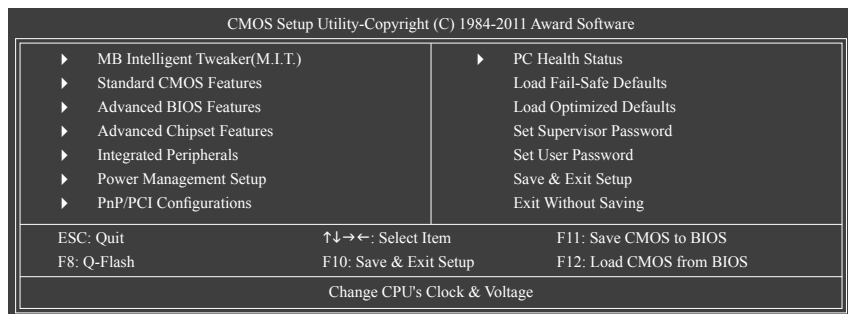 CMOS Setup Utility-Copyright (C) 1984-2011 Award Software
MB Intelligent Tweaker(M.I.T.)
Standard CMOS Features
Advanced BIOS Features
Advanced Chipset Features
Integrated Peripherals
Power Management Setup
PnP/PCI Configurations
PC Health Status
Load Fail-Safe Defaults
Load Optimized Defaults
Set Supervisor Password
Set User Password
Save & Exit Setup
Exit Without Saving
ESC: Quit ↑↓→←: Select Item F11: Save CMOS to BIOS
F8: Q-Flash F10: Save & Exit Setup F12: Load CMOS from BIOS
Change CPU's Clock & Voltage